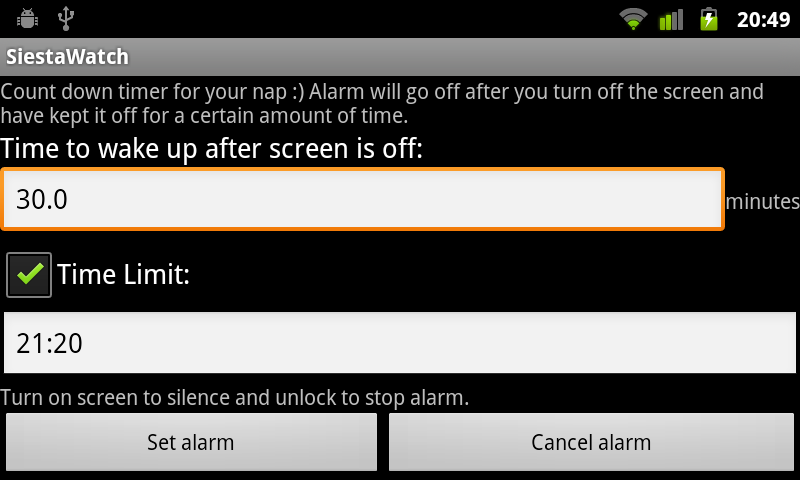 20:49
SiestaWatch
Count down timer for your nap :) Alarm will go off after you turn off the screen and
have kept it off for a certain amount of time.
Time to wake up after screen is off:
30.0 minutes
Time Limit:
21:20
Turn on screen to silence and unlock to stop alarm.
Set alarm Cancel alarm